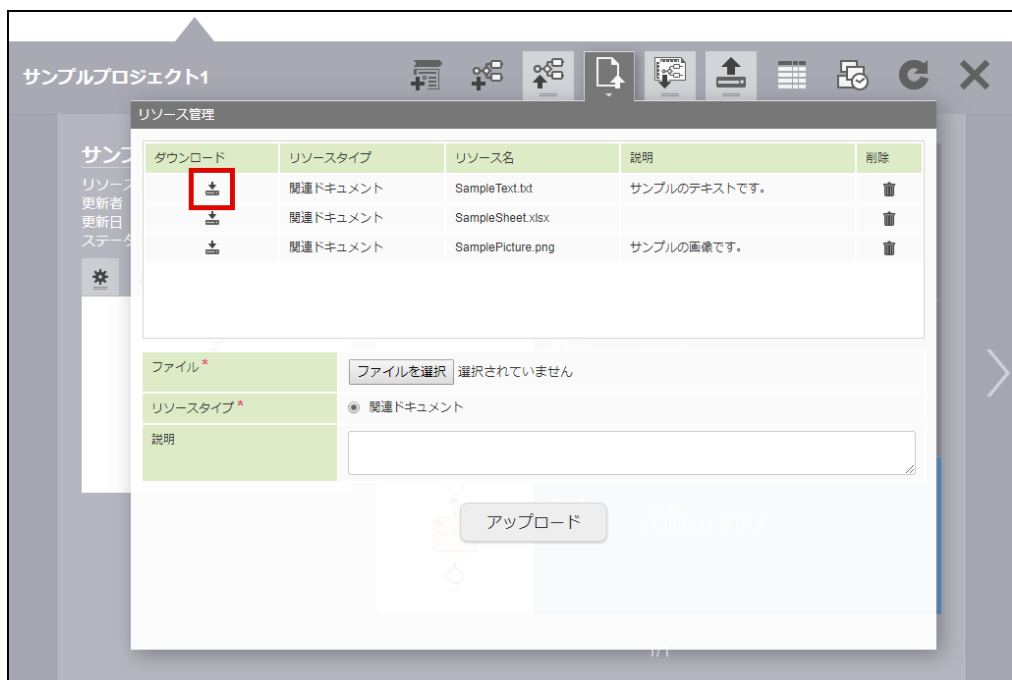 サンプルプロジェクト1
リソース管理
サンプ
リソース
更新者
更新日
ステータ
ダウンロード リソースタイプ リソース名 説明 削除
関連ドキュメント SampleText.txt サンプルのテキストです。
関連ドキュメント SampleSheet.xlsx
関連ドキュメント SamplePicture.png サンプルの画像です。
ファイル* ファイルを選択 選択されていません
リソースタイプ* 関連ドキュメント
説明
アップロード
1/1